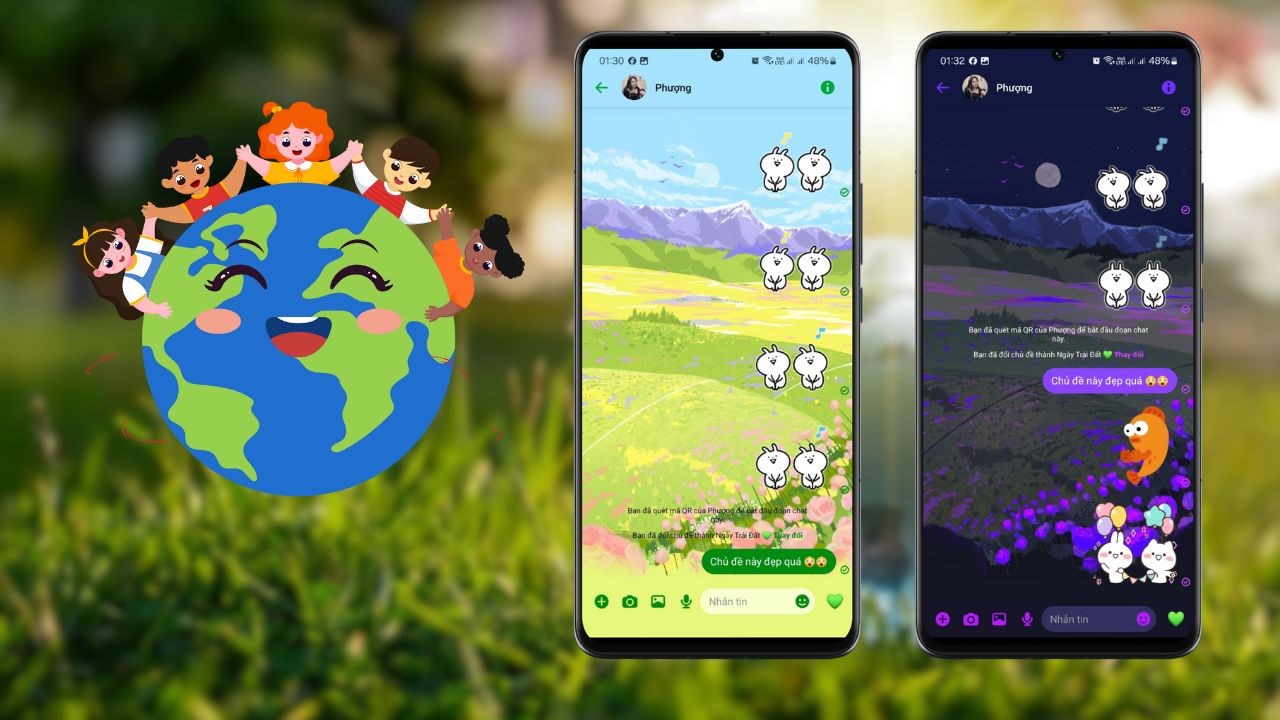 01:30
48%
Phượng
Bạn đã quét mã QR của Phượng để bắt đầu đoạn chat
này.
Bạn đã đổi chủ đề thành Ngày Trái Đất 💚 Thay đổi
Chủ đề này đẹp quá 😵😵
Nhắn tin
01:32
48%
Phượng
Bạn đã quét mã QR của Phượng để bắt đầu đoạn chat
này.
Bạn đã đổi chủ đề thành Ngày Trái Đất 💚 Thay đổi
Chủ đề này đẹp quá 😵😵
Nhắn tin